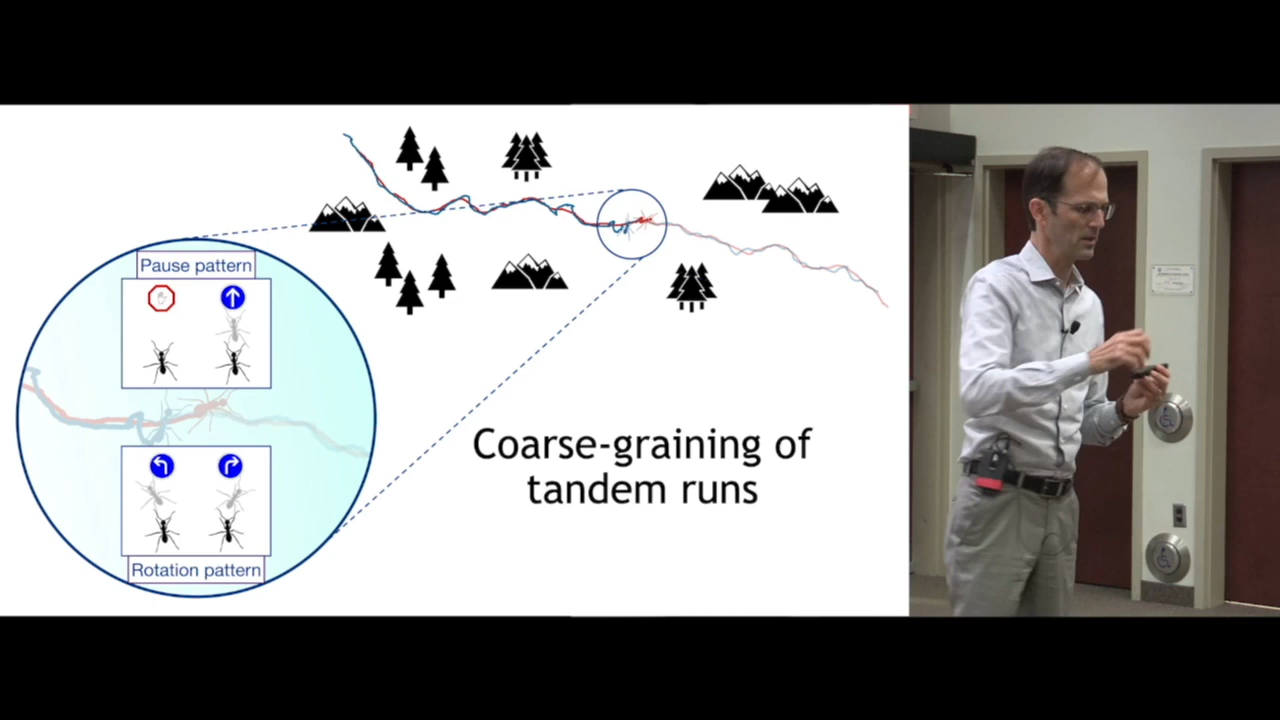 Pause pattern
Coarse-graining of
tandem runs
Rotation pattern